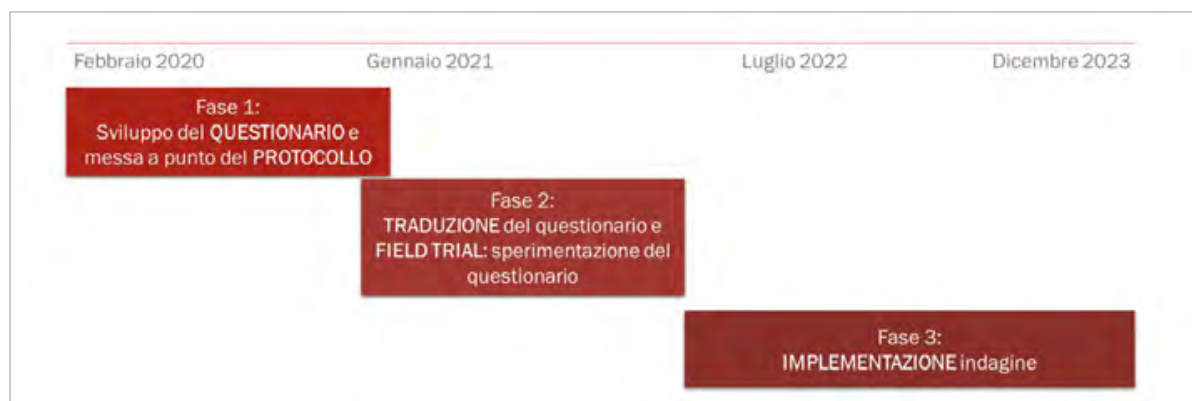 Febbraio 2020 Gennaio 2021 Luglio 2022 Dicembre 2023
Fase 1:
Sviluppo del QUESTIONARIO e
messa a punto del PROTOCOLLO
Fase 2:
TRADUZIONE del questionario e
FIELD TRIAL: sperimentazione del
questionario
Fase 3:
IMPLEMENTAZIONE indagine